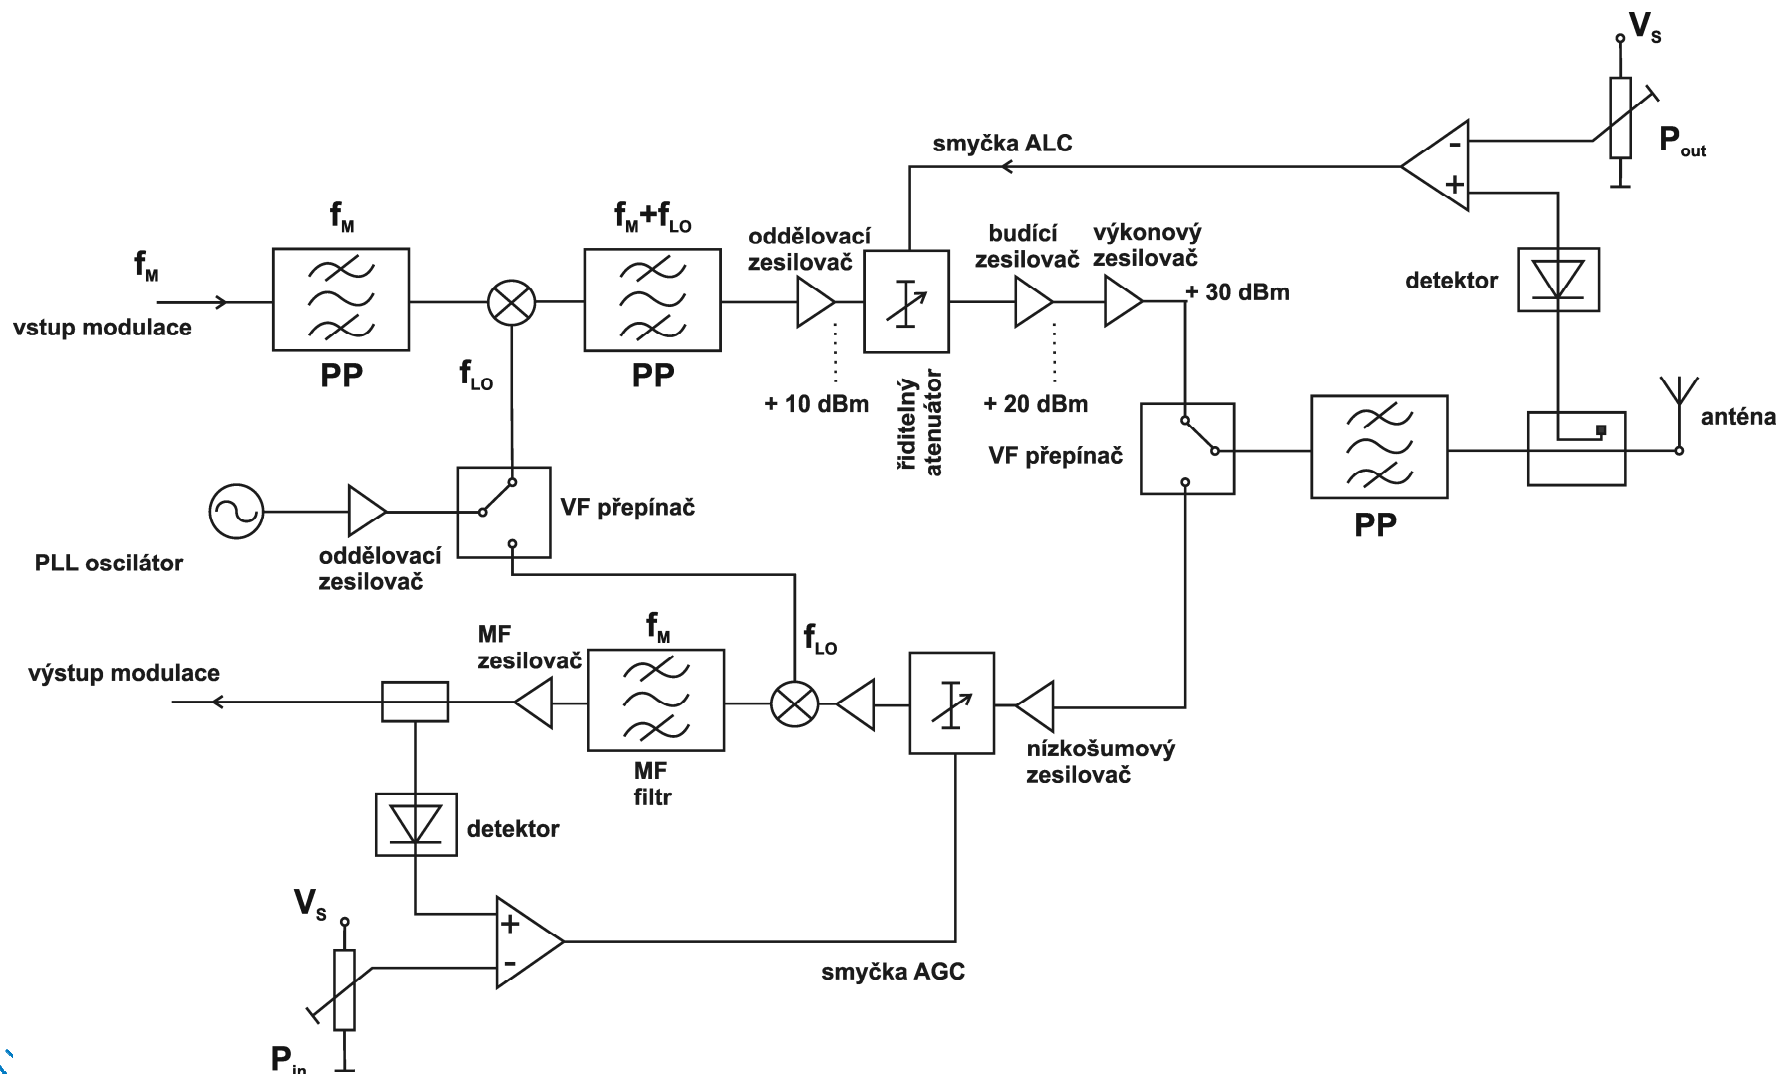 V_S
smyčka ALC
-
P_out
+
f_M
f_M+f_LO
oddělovací
zesilovač
budící
zesilovač
výkonový
zesilovač
f_M
detektor
+ 30 dBm
vstup modulace
PP
f_LO
PP
+ 10 dBm
řiditelný
atenuátor
+ 20 dBm
anténa
VF přepínač
VF přepínač
PP
PLL oscilátor
oddělovací
zesilovač
f_M
MF
zesilovač
f_LO
výstup modulace
nízkošumový
zesilovač
MF
filtr
detektor
V_S
+
-
smyčka AGC
P_in